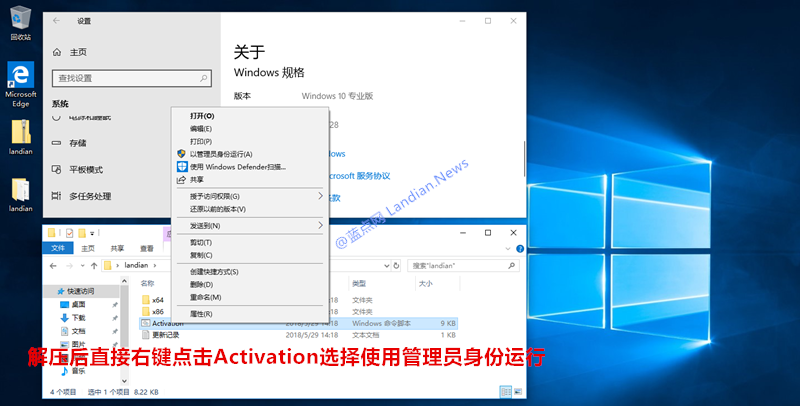 回收站
Microsoft
Edge
landian
landian
设置
主页
查找设置
系统
电源和睡眠
存储
平板模式
多任务处理
关于
Windows 规格
版本
Windows 10 专业版
28
dows
osoft 服务协议
款
打开(O)
编辑(E)
打印(P)
以管理员身份运行(A)
使用 Windows Defender扫描...
共享
授予访问权限(G)
还原以前的版本(V)
发送到(N)
剪切(T)
复制(C)
创建快捷方式(S)
删除(D)
重命名(M)
属性(R)
@蓝点网 Landian.News
文件
主页
共享
查看
landian
搜索"landian"
快速访问
桌面
下载
文档
图片
音乐
名称
类型
大小
x64
14:18
文件夹
x86
14:18
文件夹
Activation
2018/5/29 14:18
Windows 命令脚本
9 KB
更新记录
2018/5/29 14:18
文本文档
1 KB
解压后直接右键点击Activation选择使用管理员身份运行
4 个项目
选中 1 个项目 8.22 KB